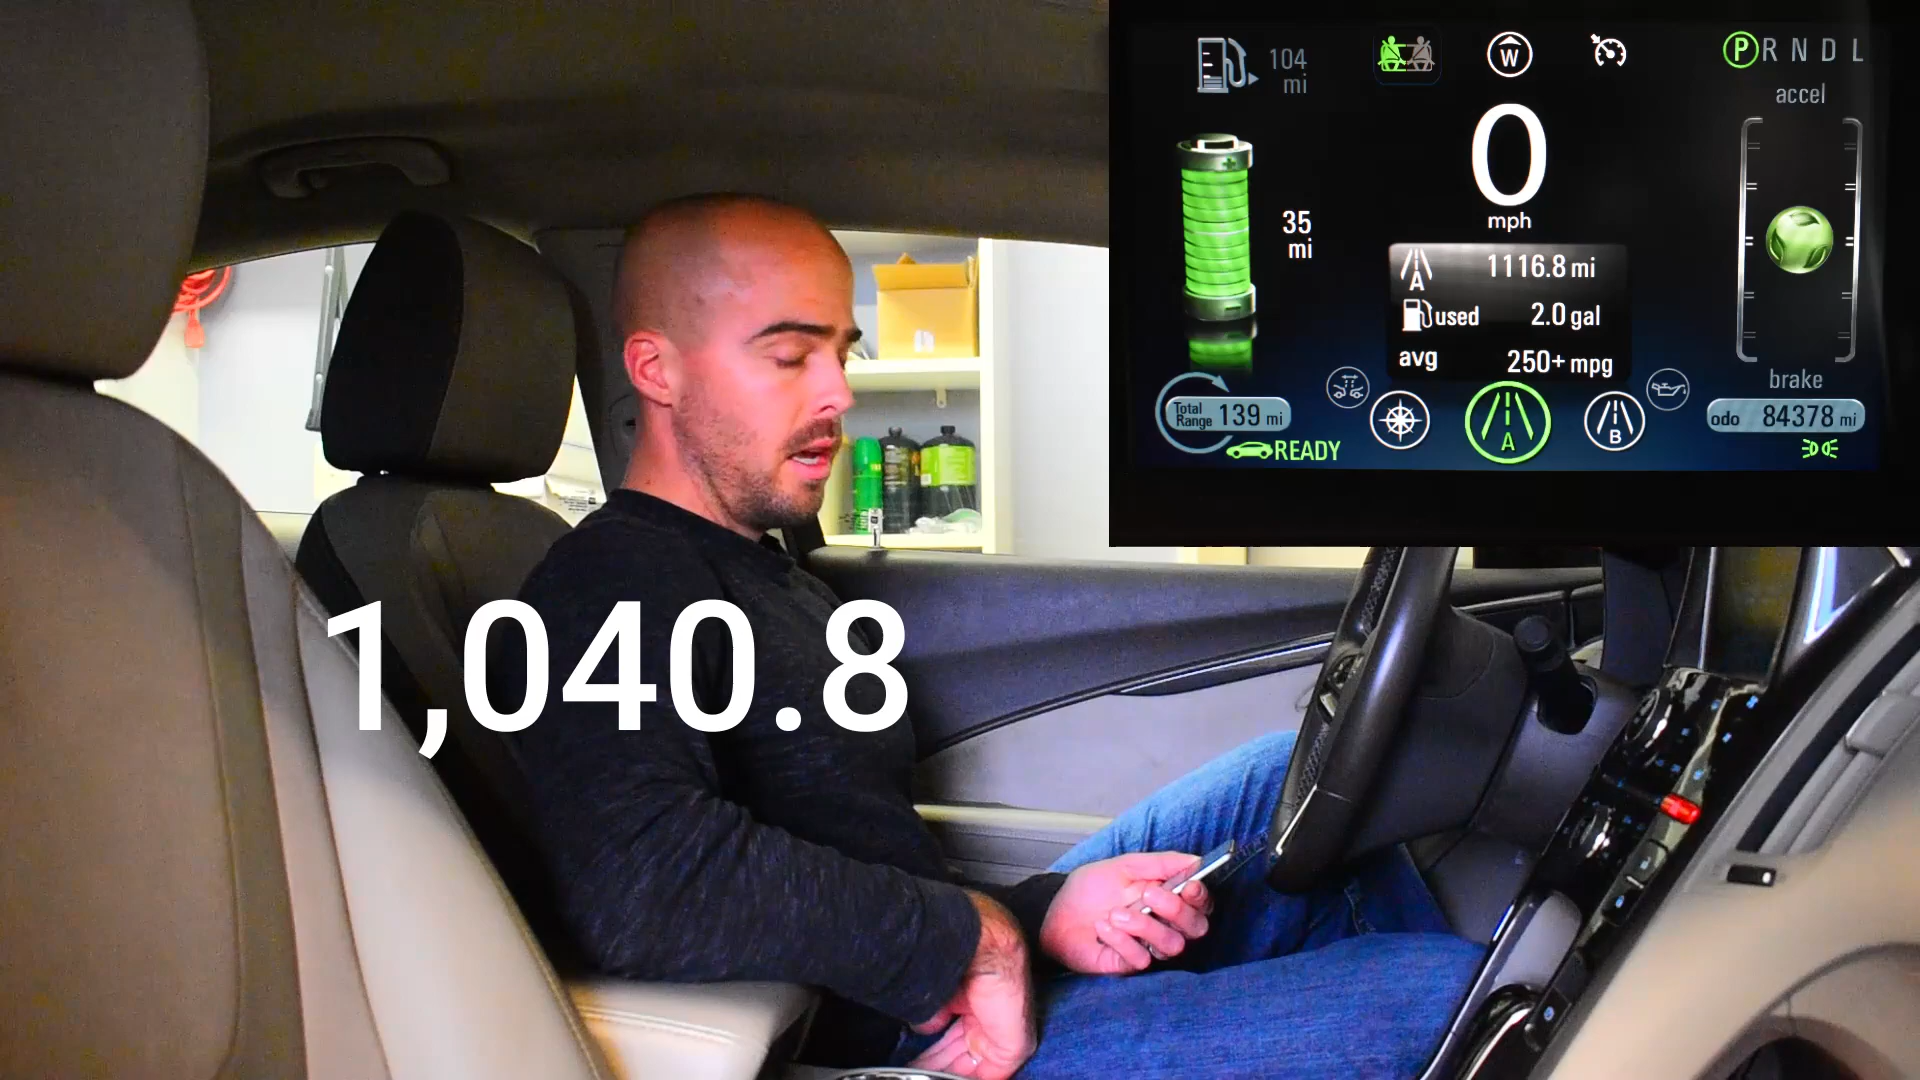 104
mi
W
P R N D L
accel
0
mph
35
mi
A
1116.8 mi
used 2.0 gal
avg 250+ mpg
brake
Total
Range 139 mi
A
B
odo 84378 mi
READY
1,040.8